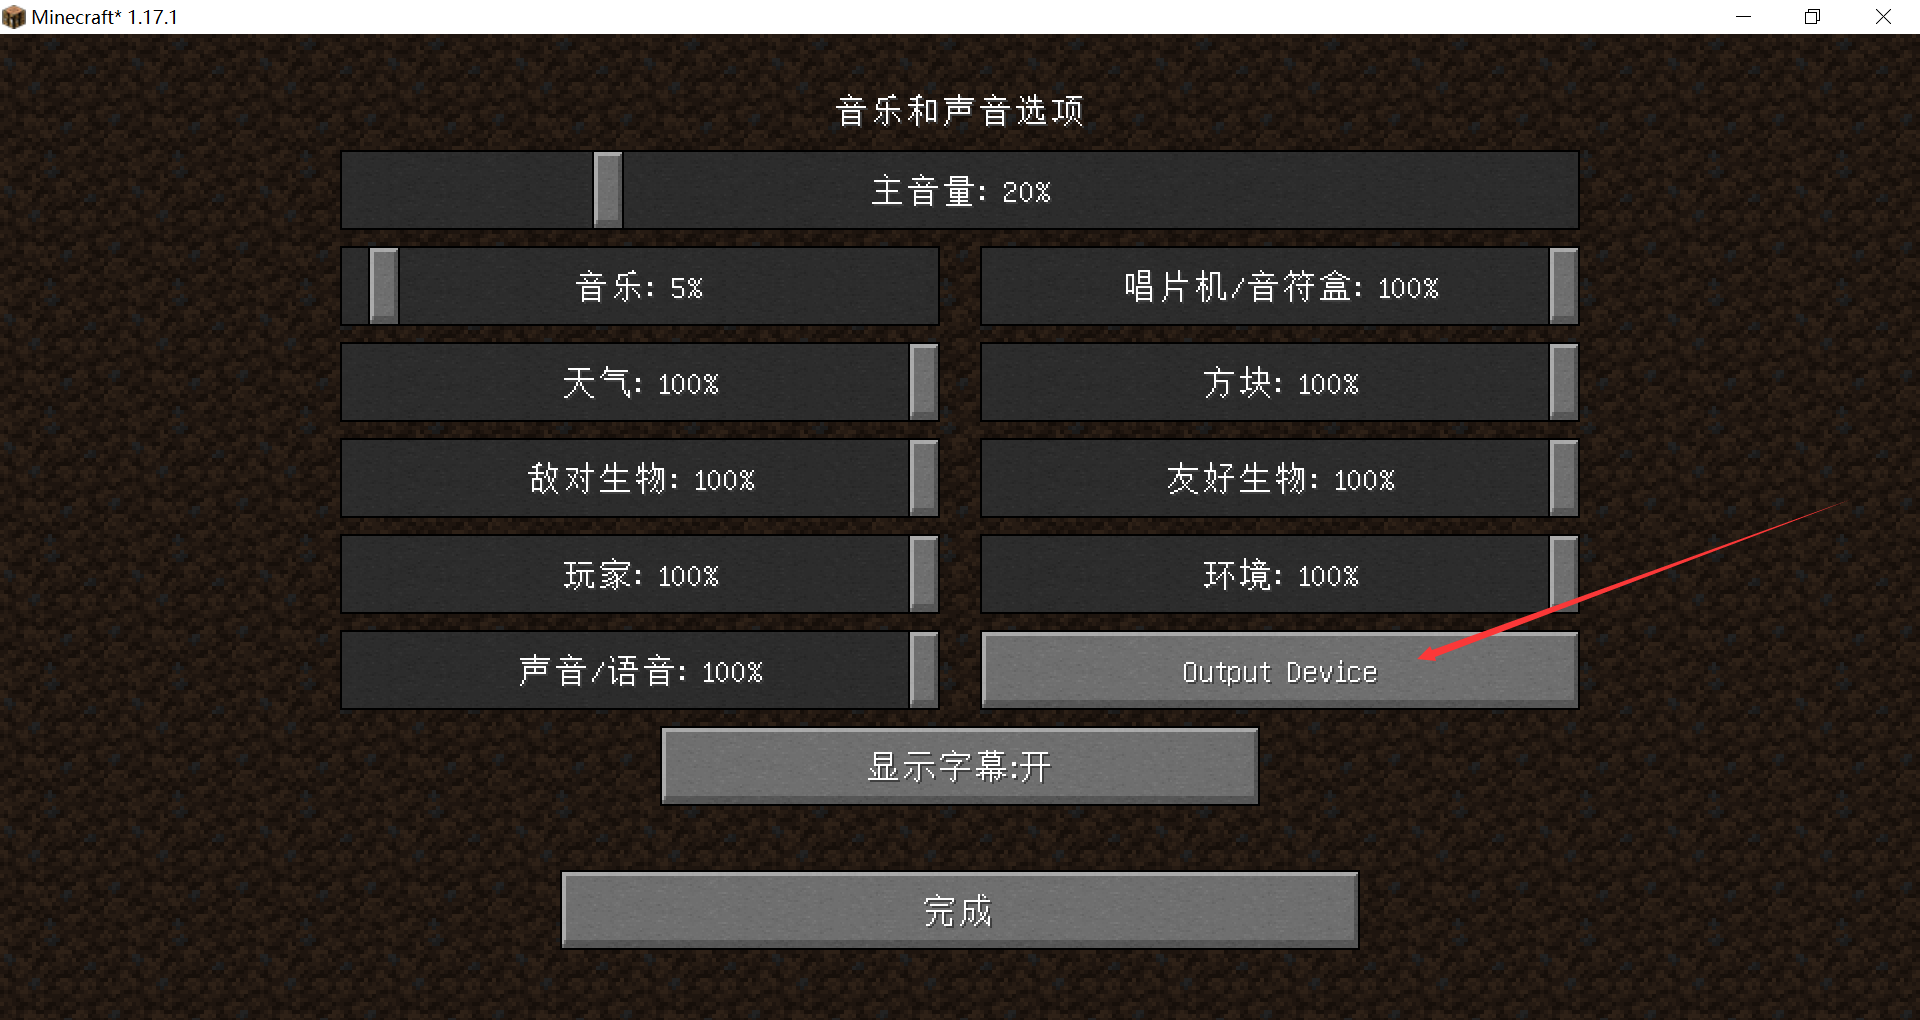 Minecraft* 1.17.1
音乐和声音选项
主音量: 20%
音乐: 5%
唱片机/音符盒: 100%
天气: 100%
方块: 100%
敌对生物: 100%
友好生物: 100%
玩家: 100%
环境: 100%
声音/语音: 100%
Output Device
显示字幕:开
完成